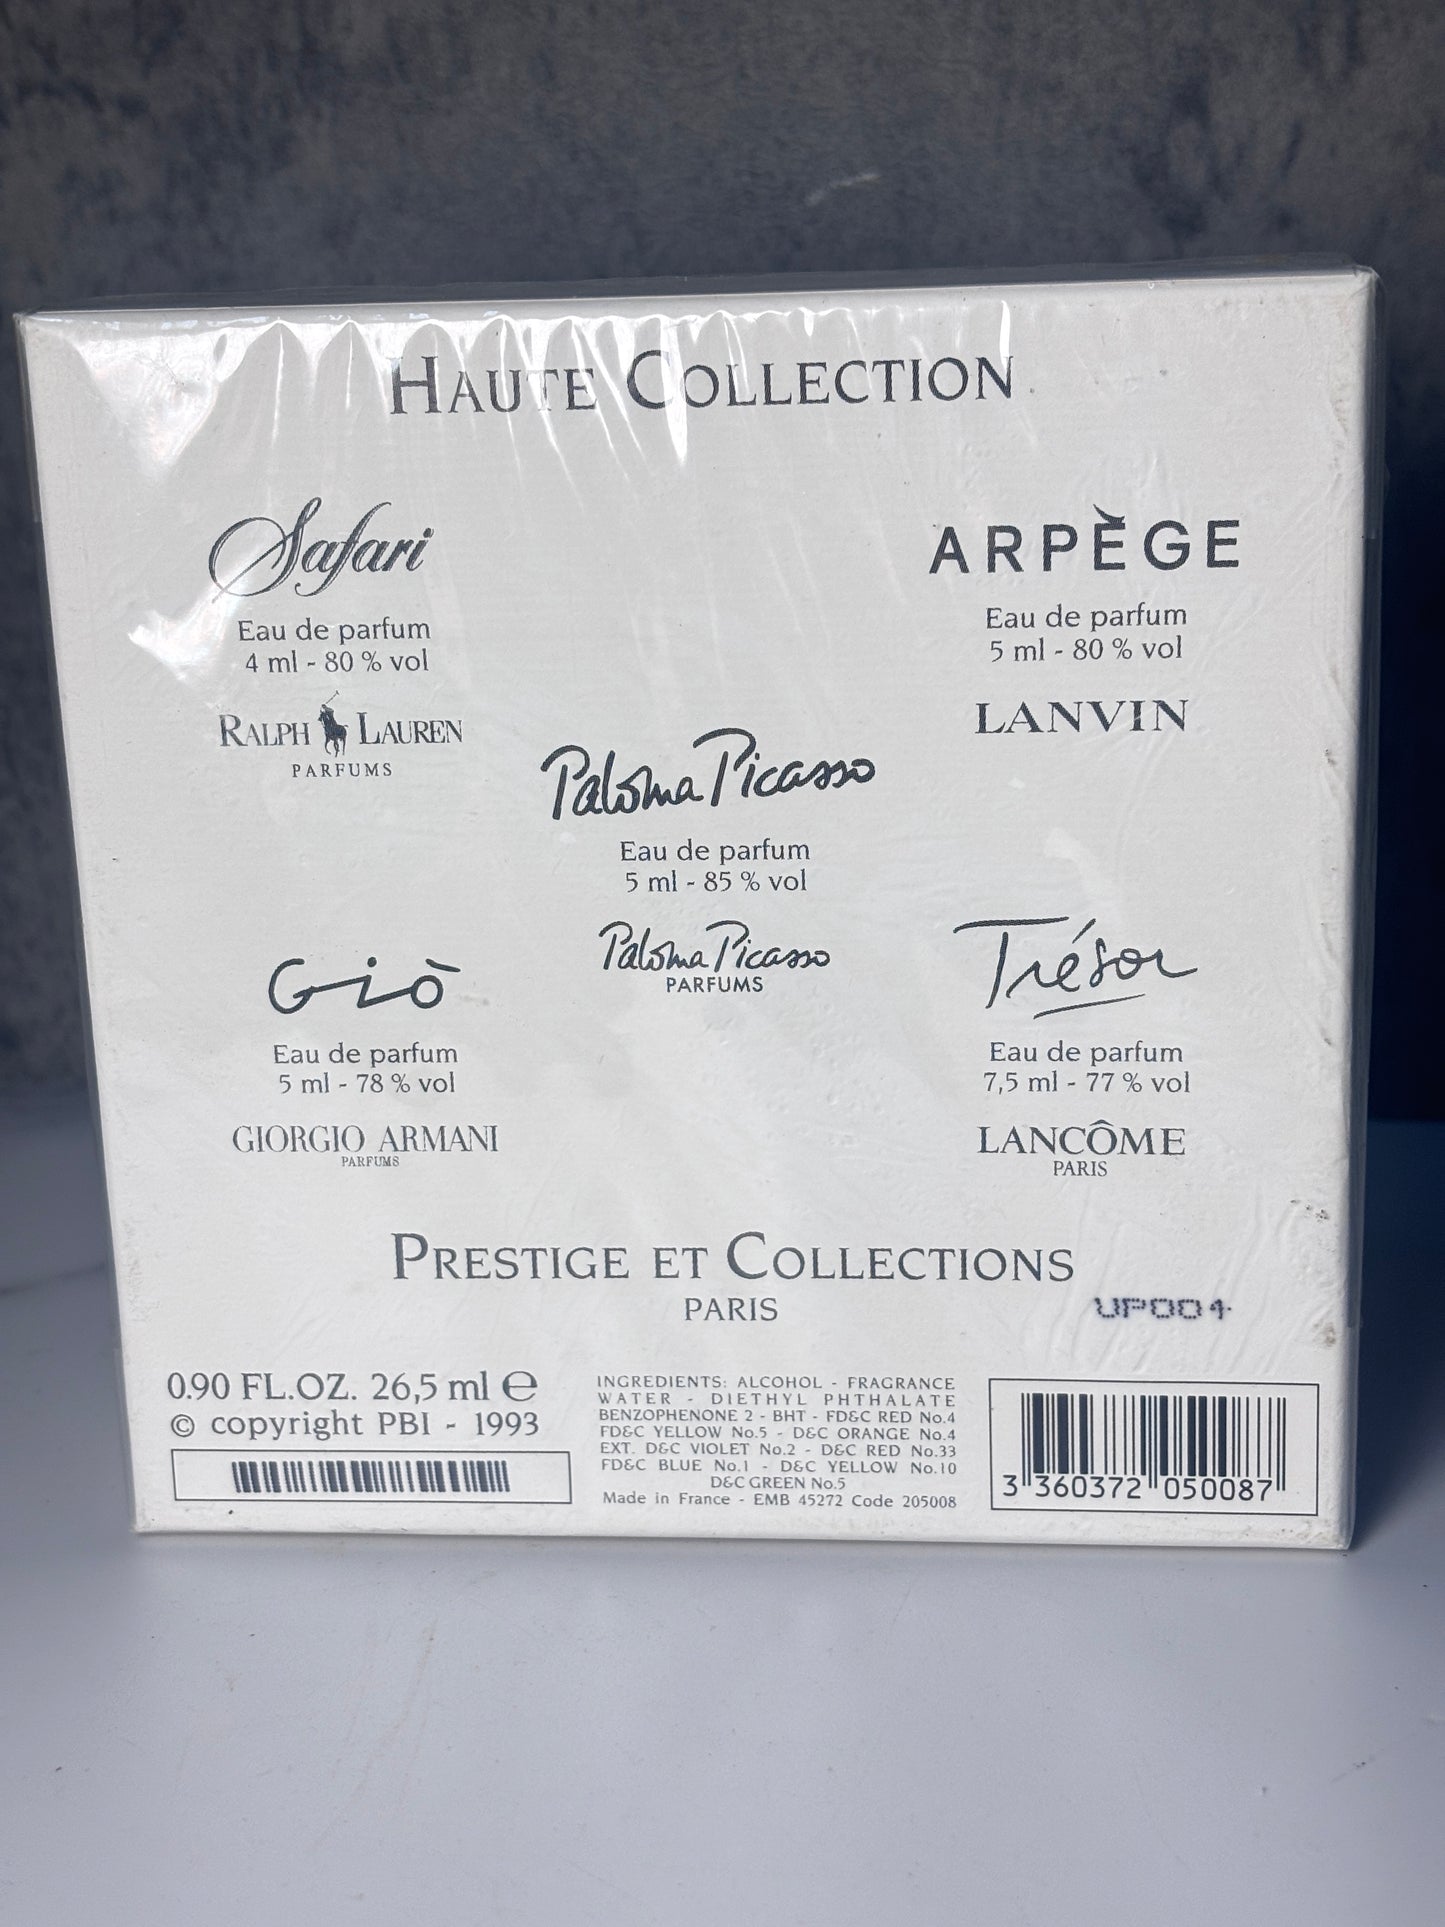 HAUTE COLLECTION
Safari
Eau de parfum
4 ml - 80 % vol
RALPH LAUREN
PARFUMS
ARPÈGE
Eau de parfum
5 ml - 80 % vol
LANVIN
Paloma Picasso
Eau de parfum
5 ml - 85 % vol
Paloma Picasso
PARFUMS
Giò
Eau de parfum
5 ml - 78 % vol
GIORGIO ARMANI
PARFUMS
Trésor
Eau de parfum
7,5 ml - 77 % vol
LANCÔME
PARIS
PRESTIGE ET COLLECTIONS
PARIS
UP004
0.90 FL.OZ. 26,5 ml ℮
© copyright PBI - 1993
INGREDIENTS: ALCOHOL - FRAGRANCE
WATER - DIETHYL PHTHALATE
BENZOPHENONE 2 - BHT - FD&C RED No.4
FD&C YELLOW No.5 - D&C ORANGE No.4
EXT. D&C VIOLET No.2 - D&C RED No.33
FD&C BLUE No.1 - D&C YELLOW No.10
D&C GREEN No.5
Made in France - EMB 45272 Code 205008
3 360372 050087